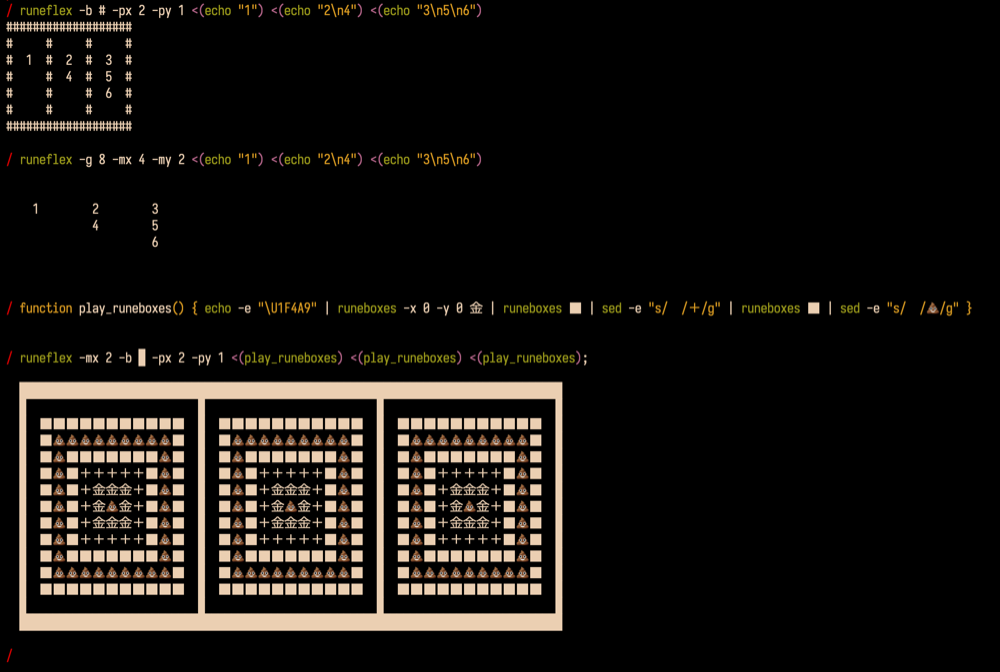 / runeflex -b # -px 2 -py 1 <(echo "1") <(echo "2\n4") <(echo "3\n5\n6")
###################
#     #     #     #
#  1  #  2  #  3  #
#     #  4  #  5  #
#     #     #  6  #
#     #     #     #
###################
/ runeflex -g 8 -mx 4 -my 2 <(echo "1") <(echo "2\n4") <(echo "3\n5\n6")
1        2        3
4        5
6
/ function play_runeboxes() { echo -e "\U1F4A9" | runeboxes -x 0 -y 0 金 | runeboxes ■ | sed -e "s/  /＋/g" | runeboxes ■ | sed -e "s/  /💩/g" }
/ runeflex -mx 2 -b █ -px 2 -py 1 <(play_runeboxes) <(play_runeboxes) <(play_runeboxes);
■■■■■■■■■■■ ■■■■■■■■■■■ ■■■■■■■■■■■
■💩💩💩💩💩💩💩💩💩■ ■💩💩💩💩💩💩💩💩💩■ ■💩💩💩💩💩💩💩💩💩■
■💩■■■■■■■💩■ ■💩■■■■■■■💩■ ■💩■■■■■■■💩■
■💩■＋＋＋＋＋■💩■ ■💩■＋＋＋＋＋■💩■ ■💩■＋＋＋＋＋■💩■
■💩■＋金金金＋■💩■ ■💩■＋金金金＋■💩■ ■💩■＋金金金＋■💩■
■💩■＋金💩金＋■💩■ ■💩■＋金💩金＋■💩■ ■💩■＋金💩金＋■💩■
■💩■＋金金金＋■💩■ ■💩■＋金金金＋■💩■ ■💩■＋金金金＋■💩■
■💩■＋＋＋＋＋■💩■ ■💩■＋＋＋＋＋■💩■ ■💩■＋＋＋＋＋■💩■
■💩■■■■■■■💩■ ■💩■■■■■■■💩■ ■💩■■■■■■■💩■
■💩💩💩💩💩💩💩💩💩■ ■💩💩💩💩💩💩💩💩💩■ ■💩💩💩💩💩💩💩💩💩■
■■■■■■■■■■■ ■■■■■■■■■■■ ■■■■■■■■■■■
/